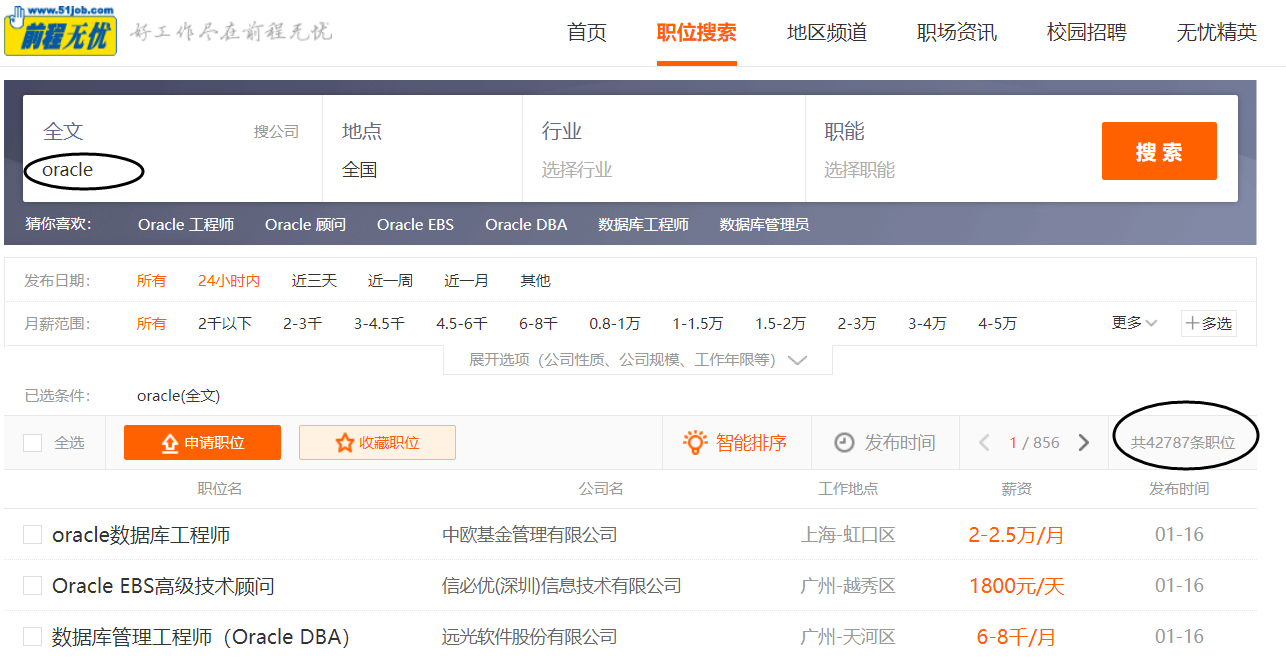 www.51job.com
前程无忧
好工作尽在前程无忧
首页 职位搜索 地区频道 职场资讯 校园招聘 无忧精英
全文 搜公司 地点 行业 职能
oracle 全国 选择行业 选择职能 搜索
猜你喜欢: Oracle 工程师 Oracle 顾问 Oracle EBS Oracle DBA 数据库工程师 数据库管理员
发布日期: 所有 24小时内 近三天 近一周 近一月 其他
月薪范围: 所有 2千以下 2-3千 3-4.5千 4.5-6千 6-8千 0.8-1万 1-1.5万 1.5-2万 2-3万 3-4万 4-5万 更多 多选
展开选项（公司性质、公司规模、工作年限等）
已选条件: oracle(全文)
全选 申请职位 收藏职位 智能排序 发布时间 1 / 856 共42787条职位
职位名 公司名 工作地点 薪资 发布时间
oracle数据库工程师 中欧基金管理有限公司 上海-虹口区 2-2.5万/月 01-16
Oracle EBS高级技术顾问 信必优(深圳)信息技术有限公司 广州-越秀区 1800元/天 01-16
数据库管理工程师（Oracle DBA） 远光软件股份有限公司 广州-天河区 6-8千/月 01-16